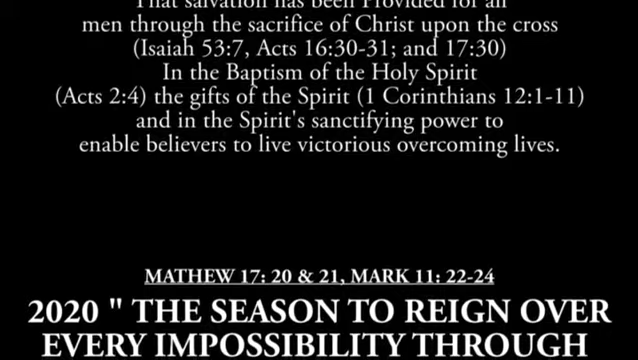 That salvation has been Provided for all
men through the sacrifice of Christ upon the cross
(Isaiah 53:7, Acts 16:30-31; and 17:30)
In the Baptism of the Holy Spirit
(Acts 2:4) the gifts of the Spirit (1 Corinthians 12:1-11)
and in the Spirit's sanctifying power to
enable believers to live victorious overcoming lives.
MATHEW 17: 20 & 21, MARK 11: 22-24
2020 " THE SEASON TO REIGN OVER
EVERY IMPOSSIBILITY THROUGH